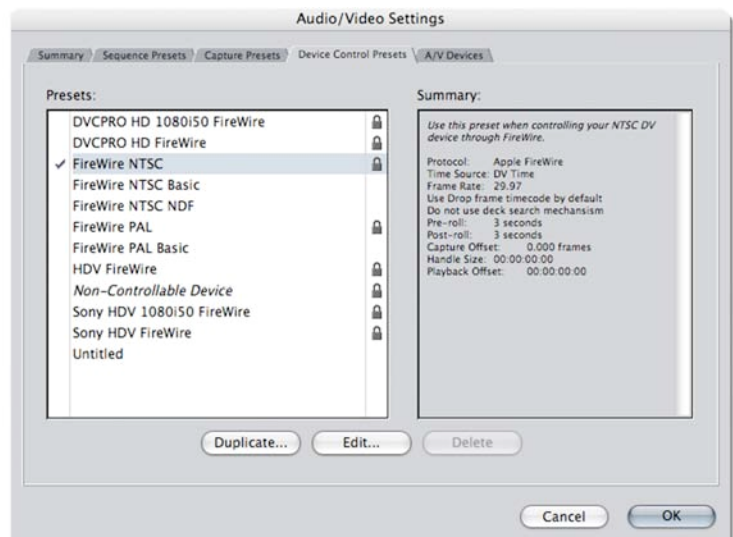 Audio/Video Settings
Summary
Sequence Presets
Capture Presets
Device Control Presets
A/V Devices
Presets:
DVCPRO HD 1080i50 FireWire
DVCPRO HD FireWire
✓ FireWire NTSC
FireWire NTSC Basic
FireWire NTSC NDF
FireWire PAL
FireWire PAL Basic
HDV FireWire
Non-Controllable Device
Sony HDV 1080i50 FireWire
Sony HDV FireWire
Untitled
Summary:
Use this preset when controlling your NTSC DV
device through FireWire.
Protocol: Apple FireWire
Time Source: DV Time
Frame Rate: 29.97
Use Drop frame timecode by default
Do not use deck search mechansism
Pre-roll: 3 seconds
Post-roll: 3 seconds
Capture Offset: 0.000 frames
Handle Size: 00:00:00:00
Playback Offset: 00:00:00:00
Duplicate...
Edit...
Delete
Cancel
OK